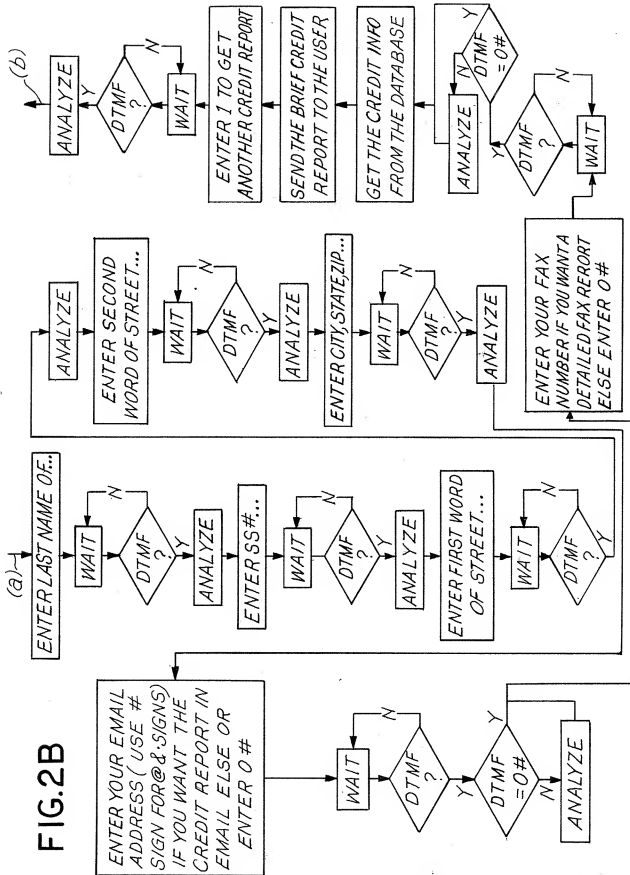 FIG.2B
(a)
ENTER LAST NAME OF...
WAIT
N
DTMF
?
Y
ANALYZE
ENTER SS#...
WAIT
N
DTMF
?
Y
ANALYZE
ENTER FIRST WORD
OF STREET...
WAIT
N
DTMF
?
Y
ANALYZE
ENTER SECOND
WORD OF STREET...
WAIT
N
DTMF
?
Y
ANALYZE
ENTER CITY,STATE,ZIP...
WAIT
N
DTMF
?
Y
ANALYZE
ENTER YOUR EMAIL
ADDRESS ( USE #
SIGN FOR@&·SIGNS)
IF YOU WANT THE
CREDIT REPORT IN
EMAIL ELSE OR
ENTER 0#
WAIT
N
DTMF
?
Y
DTMF
=0#
Y
N
ANALYZE
ENTER YOUR FAX
NUMBER IF YOU WANT A
DETAILED FAX RERORT
ELSE ENTER 0#
WAIT
N
DTMF
?
Y
DTMF
=0#
Y
N
ANALYZE
GET THE CREDIT INFO
FROM THE DATABASE
SEND THE BRIEF CREDIT
REPORT TO THE USER
ENTER 1 TO GET
ANOTHER CREDIT REPORT
WAIT
N
DTMF
?
Y
ANALYZE
(b)